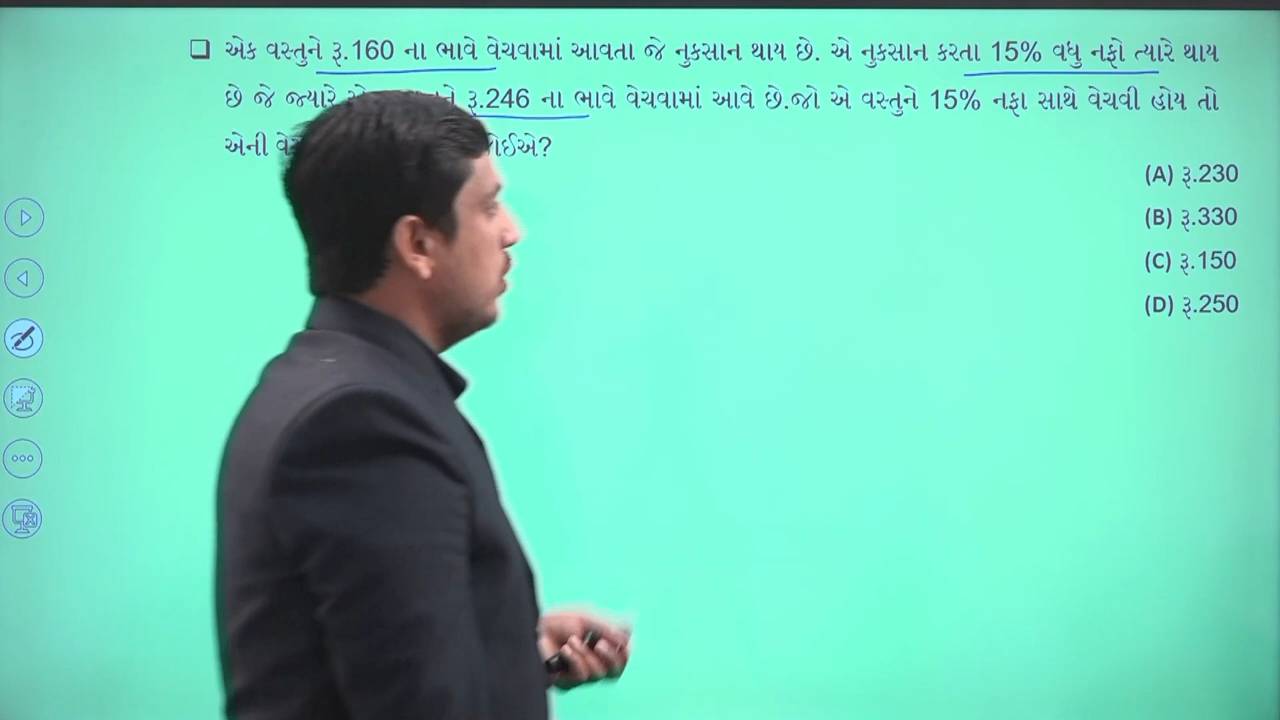 એક વસ્તુને રૂ.160 ના ભાવે વેચવામાં આવતા જે નુકસાન થાય છે. એ નુકસાન કરતા 15% વધુ નફો ત્યારે થાય
છે જે જ્યારે રૂ.246 ના ભાવે વેચવામાં આવે છે.જો એ વસ્તુને 15% નફા સાથે વેચવી હોય તો
એની
(A) રૂ.230
(B) રૂ.330
(C) રૂ.150
(D) રૂ.250